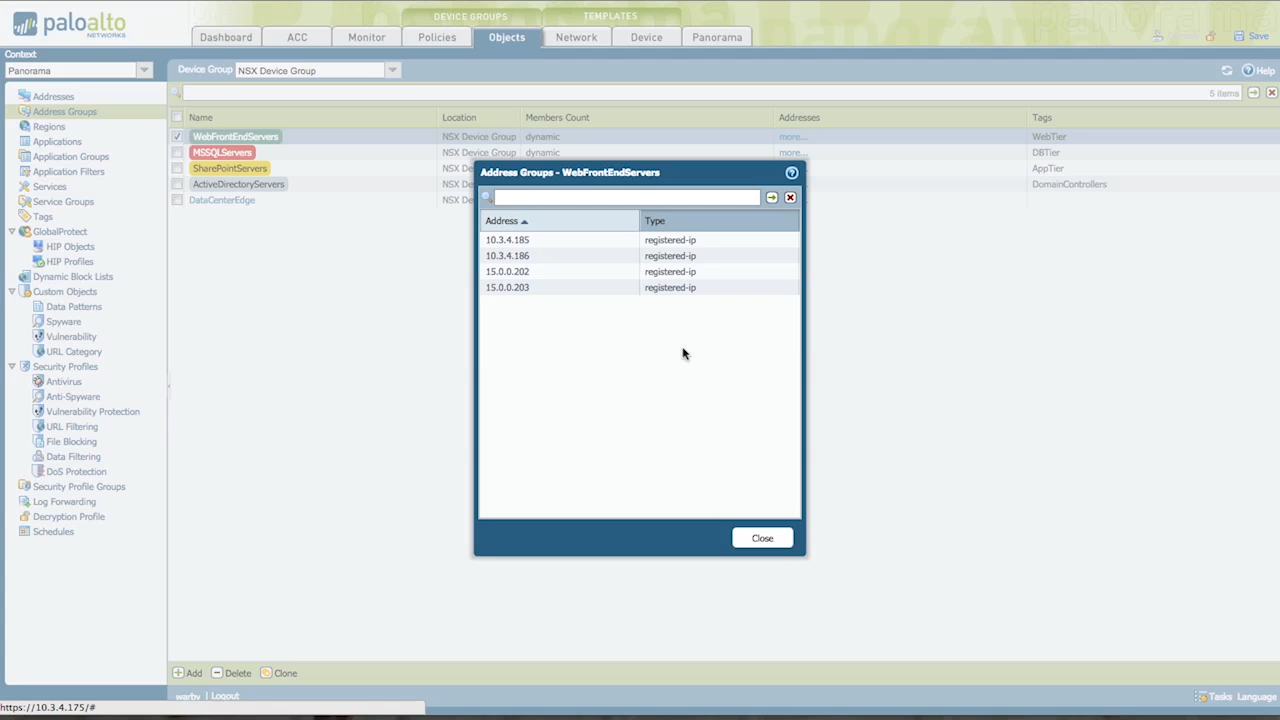 paloalto
NETWORKS
DEVICE GROUPS
TEMPLATES
Dashboard
ACC
Monitor
Policies
Objects
Network
Device
Panorama
Save
Context
Panorama
Device Group
NSX Device Group
Help
5 items
Addresses
Address Groups
Regions
Applications
Application Groups
Application Filters
Services
Service Groups
Tags
GlobalProtect
HIP Objects
HIP Profiles
Dynamic Block Lists
Custom Objects
Data Patterns
Spyware
Vulnerability
URL Category
Security Profiles
Antivirus
Anti-Spyware
Vulnerability Protection
URL Filtering
File Blocking
Data Filtering
DoS Protection
Security Profile Groups
Log Forwarding
Decryption Profile
Schedules
Name Location Members Count Addresses Tags
WebFrontEndServers NSX Device Group dynamic more... WebTier
MSSQLServers NSX Device Group dynamic more... DBTier
SharePointServers NSX De AppTier
ActiveDirectoryServers NSX De DomainControllers
DataCenterEdge NSX De
Address Groups - WebFrontEndServers
Address Type
10.3.4.185 registered-ip
10.3.4.186 registered-ip
15.0.0.202 registered-ip
15.0.0.203 registered-ip
Close
Add Delete Clone
warby | Logout
Tasks Language
https://10.3.4.175/#